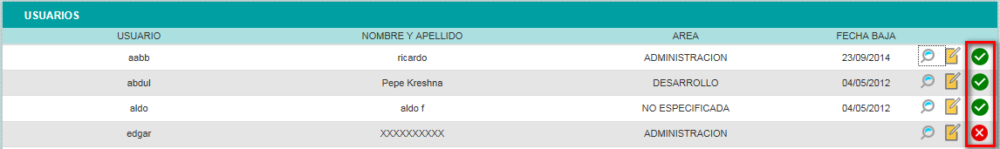 USUARIOS
USUARIO NOMBRE Y APELLIDO AREA FECHA BAJA
aabb ricardo ADMINISTRACION 23/09/2014
abdul Pepe Kreshna DESARROLLO 04/05/2012
aldo aldo f NO ESPECIFICADA 04/05/2012
edgar XXXXXXXXXX ADMINISTRACION